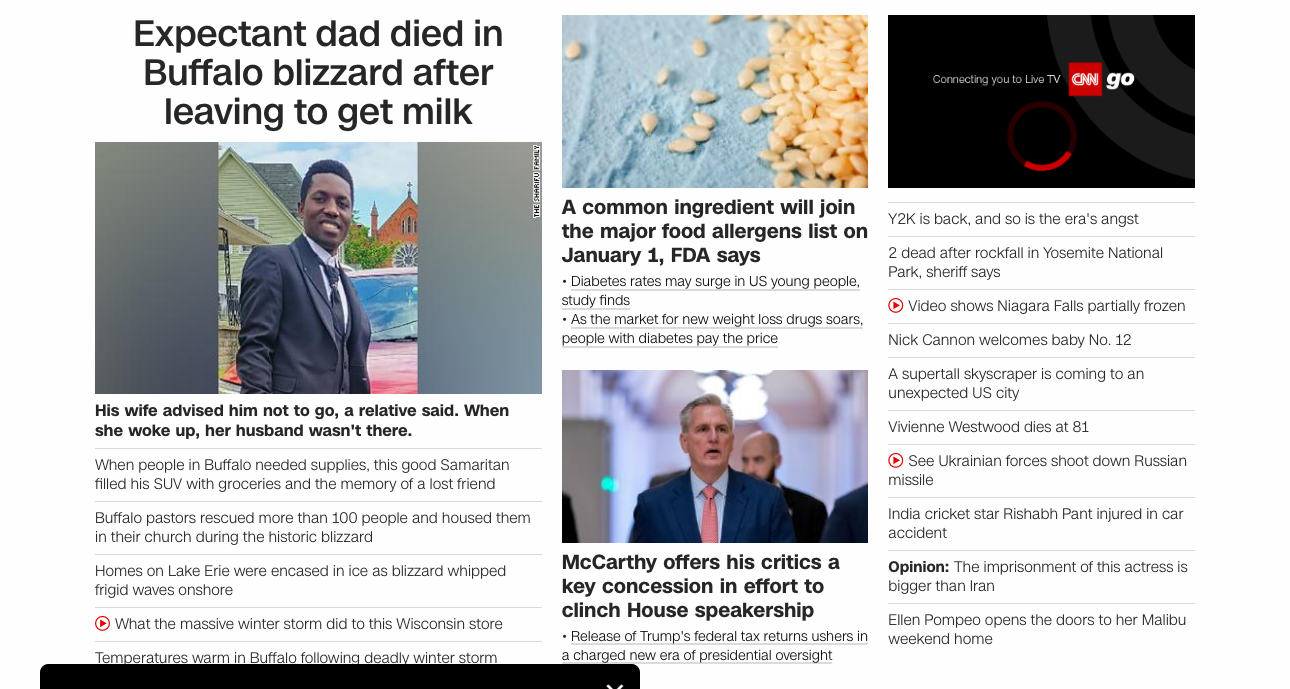 Expectant dad died in
Buffalo blizzard after
leaving to get milk
THE SHARIFU FAMILY
His wife advised him not to go, a relative said. When
she woke up, her husband wasn't there.
When people in Buffalo needed supplies, this good Samaritan
filled his SUV with groceries and the memory of a lost friend
Buffalo pastors rescued more than 100 people and housed them
in their church during the historic blizzard
Homes on Lake Erie were encased in ice as blizzard whipped
frigid waves onshore
What the massive winter storm did to this Wisconsin store
Temperatures warm in Buffalo following deadly winter storm
A common ingredient will join
the major food allergens list on
January 1, FDA says
• Diabetes rates may surge in US young people,
study finds
• As the market for new weight loss drugs soars,
people with diabetes pay the price
McCarthy offers his critics a
key concession in effort to
clinch House speakership
• Release of Trump's federal tax returns ushers in
a charged new era of presidential oversight
Connecting you to Live TV CNN go
Y2K is back, and so is the era's angst
2 dead after rockfall in Yosemite National
Park, sheriff says
Video shows Niagara Falls partially frozen
Nick Cannon welcomes baby No. 12
A supertall skyscraper is coming to an
unexpected US city
Vivienne Westwood dies at 81
See Ukrainian forces shoot down Russian
missile
India cricket star Rishabh Pant injured in car
accident
Opinion: The imprisonment of this actress is
bigger than Iran
Ellen Pompeo opens the doors to her Malibu
weekend home